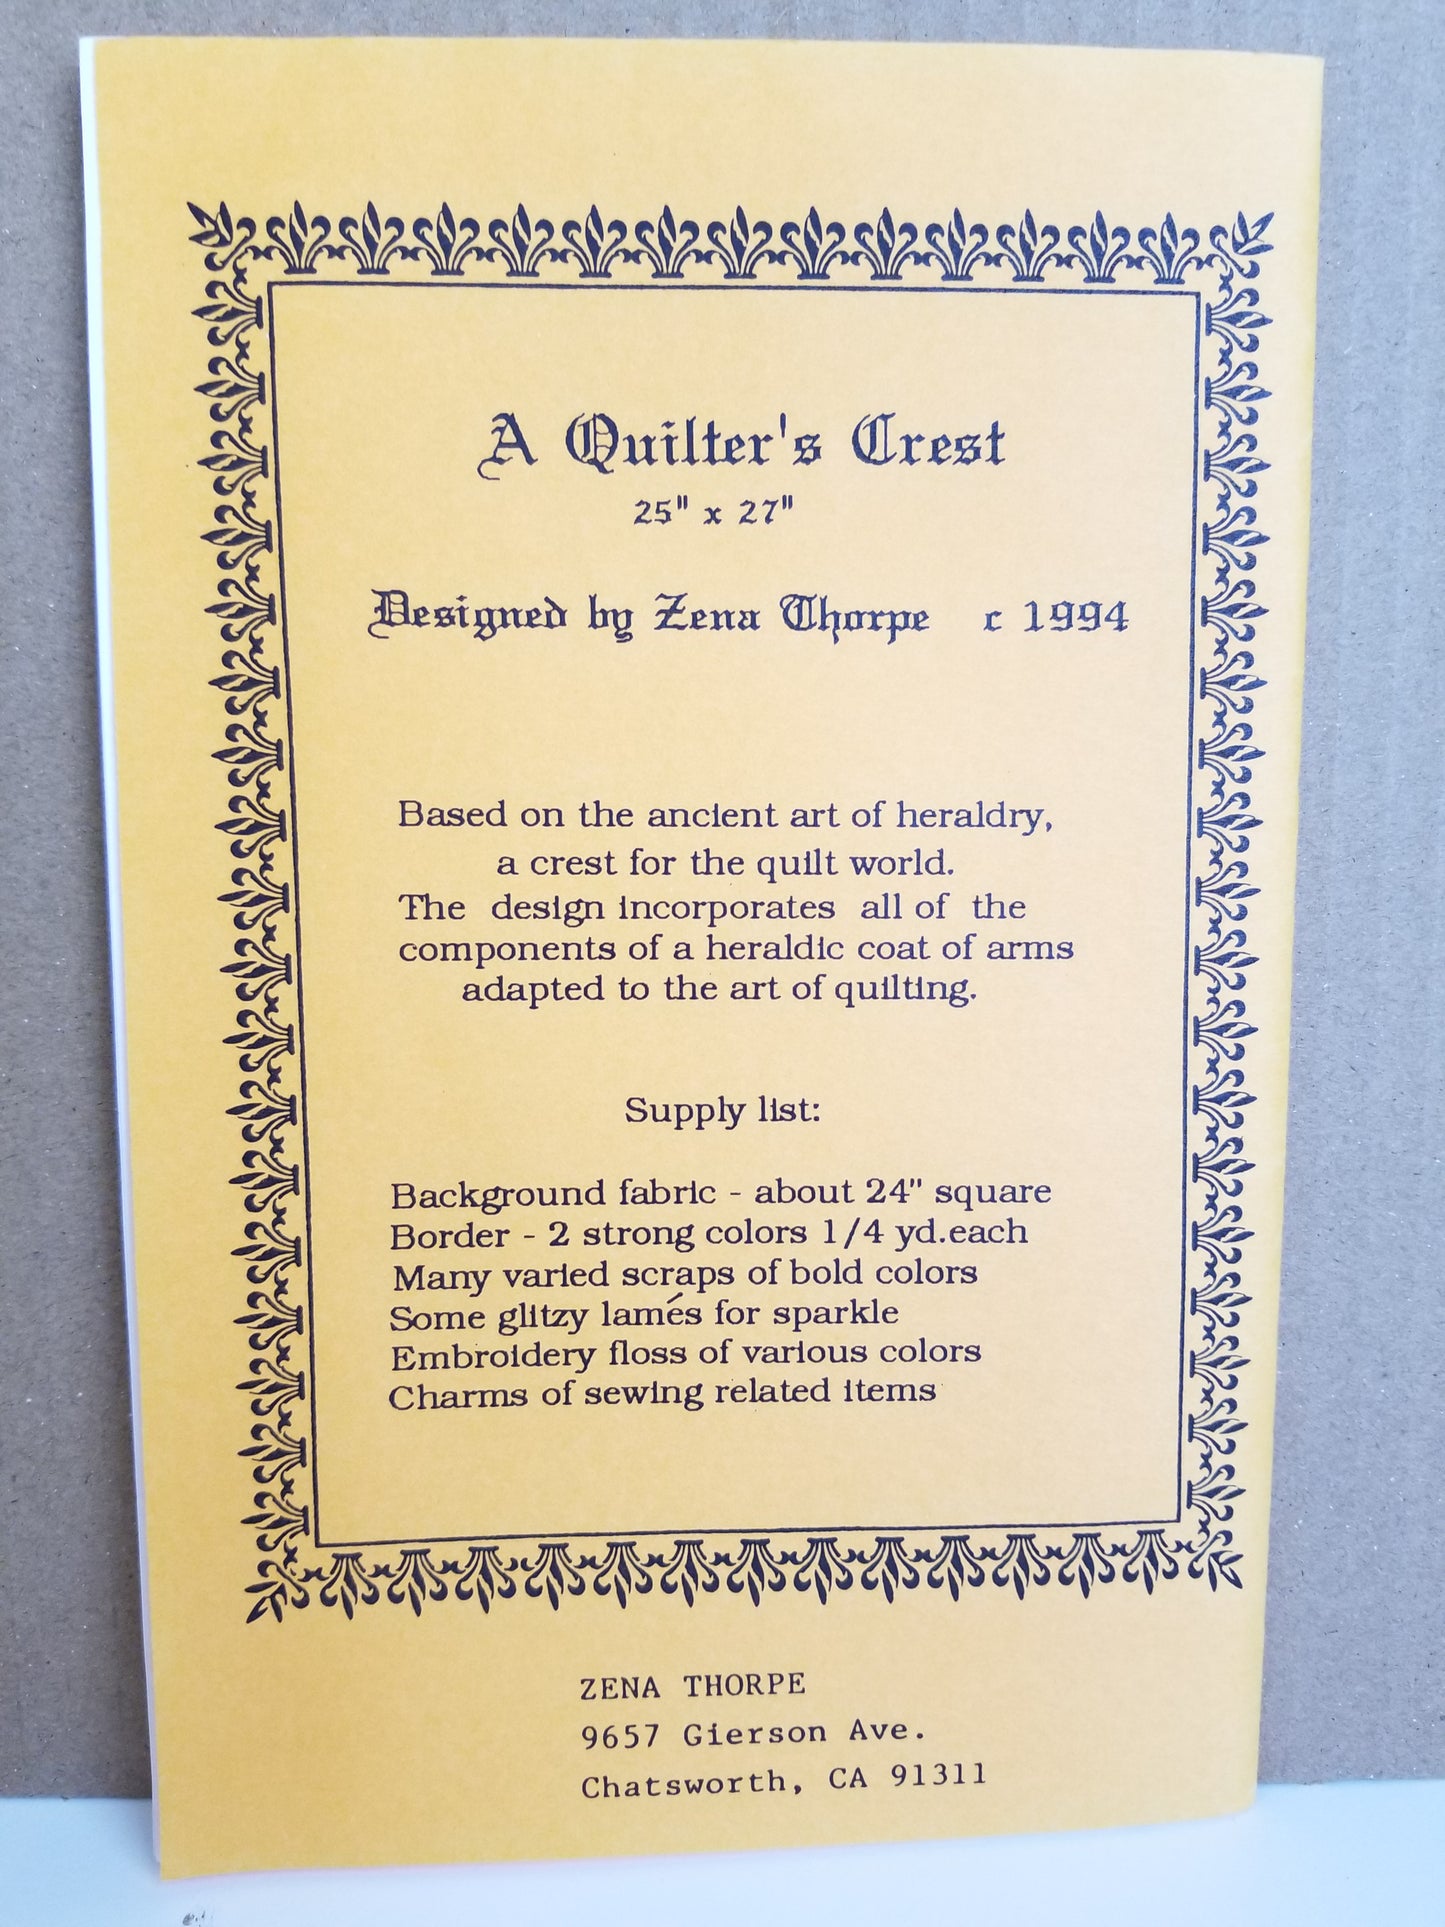 A Quilter's Crest
25" x 27"
Designed by Zena Thorpe c 1994
Based on the ancient art of heraldry,
a crest for the quilt world.
The design incorporates all of the
components of a heraldic coat of arms
adapted to the art of quilting.
Supply list:
Background fabric - about 24" square
Border - 2 strong colors 1/4 yd.each
Many varied scraps of bold colors
Some glitzy lamés for sparkle
Embroidery floss of various colors
Charms of sewing related items
ZENA THORPE
9657 Gierson Ave.
Chatsworth, CA 91311